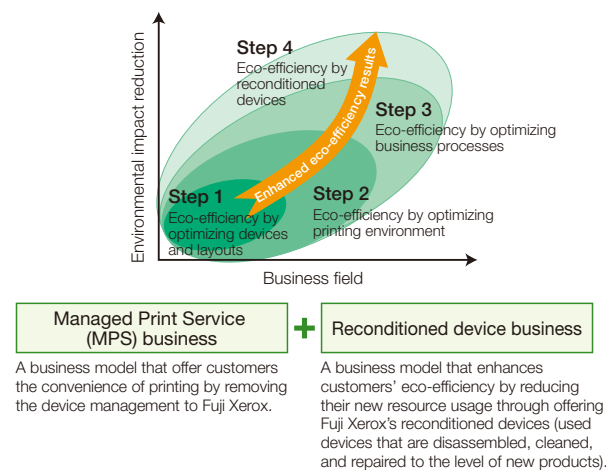 Environmental impact reduction
Step 4
Eco-efficiency by
reconditioned
devices
Enhanced eco-efficiency results
Step 3
Eco-efficiency by optimizing
business processes
Step 1
Eco-efficiency by
optimizing devices
and layouts
Step 2
Eco-efficiency by optimizing
printing environment
Business field
Managed Print Service
(MPS) business
+
Reconditioned device business
A business model that offer customers
the convenience of printing by removing
the device management to Fuji Xerox.
A business model that enhances
customers' eco-efficiency by reducing
their new resource usage through offering
Fuji Xerox's reconditioned devices (used
devices that are disassembled, cleaned,
and repaired to the level of new products).